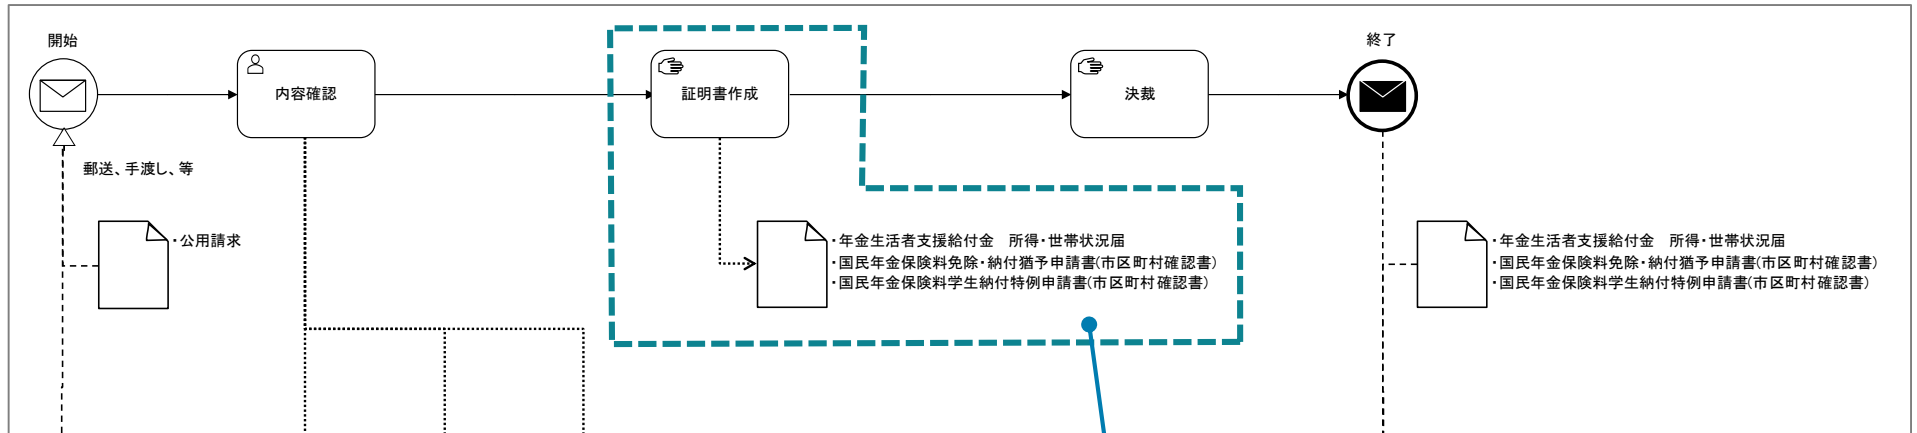 開始
終了
内容確認
証明書作成
決裁
郵送、手渡し、等
・公用請求
・年金生活者支援給付金　所得・世帯状況届
・国民年金保険料免除・納付猶予申請書(市区町村確認書)
・国民年金保険料学生納付特例申請書(市区町村確認書)
・年金生活者支援給付金　所得・世帯状況届
・国民年金保険料免除・納付猶予申請書(市区町村確認書)
・国民年金保険料学生納付特例申請書(市区町村確認書)